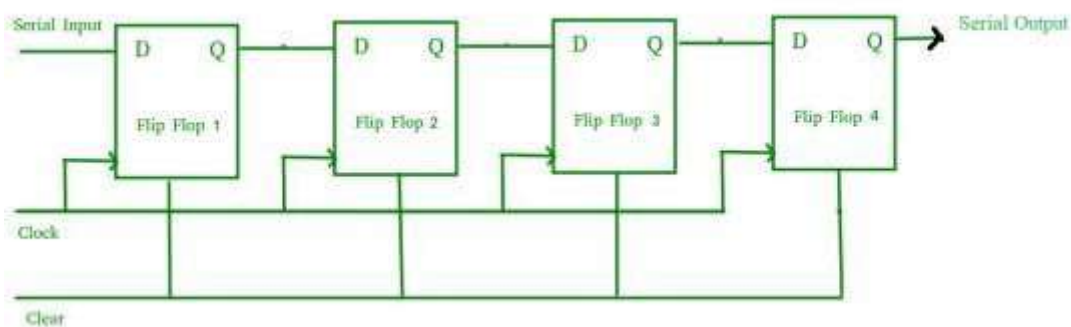 Serial Input
D Q
Flip Flop 1
D Q
Flip Flop 2
D Q
Flip Flop 3
D Q
Flip Flop 4
Serial Output
Clock
Clear